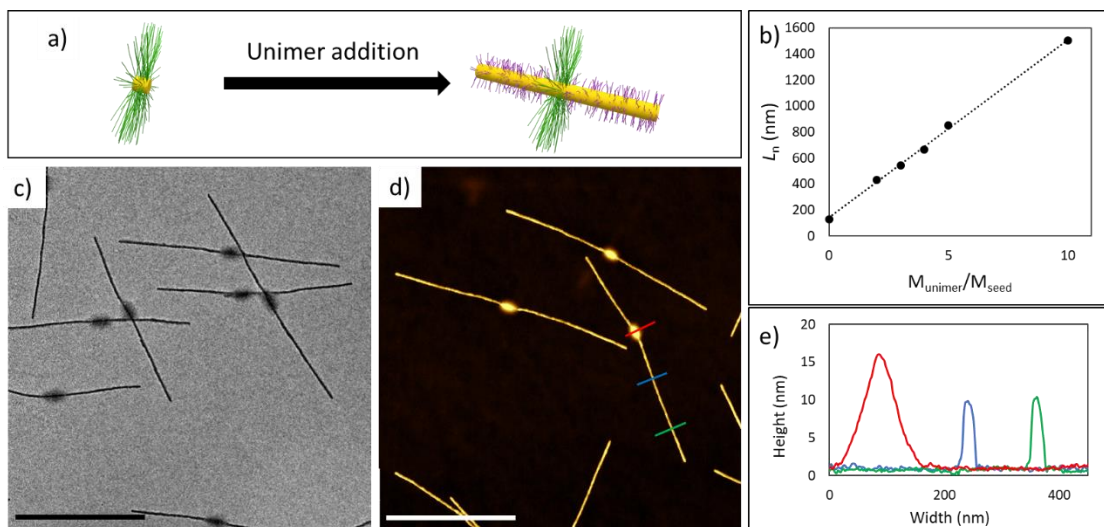 a)
Unimer addition
b)
1600
1400
1200
1000
800
600
400
200
0
Ln (nm)
0 5 10
Munimer/Mseed
c)
d)
e)
20
15
10
5
0
Height (nm)
0 200 400
Width (nm)